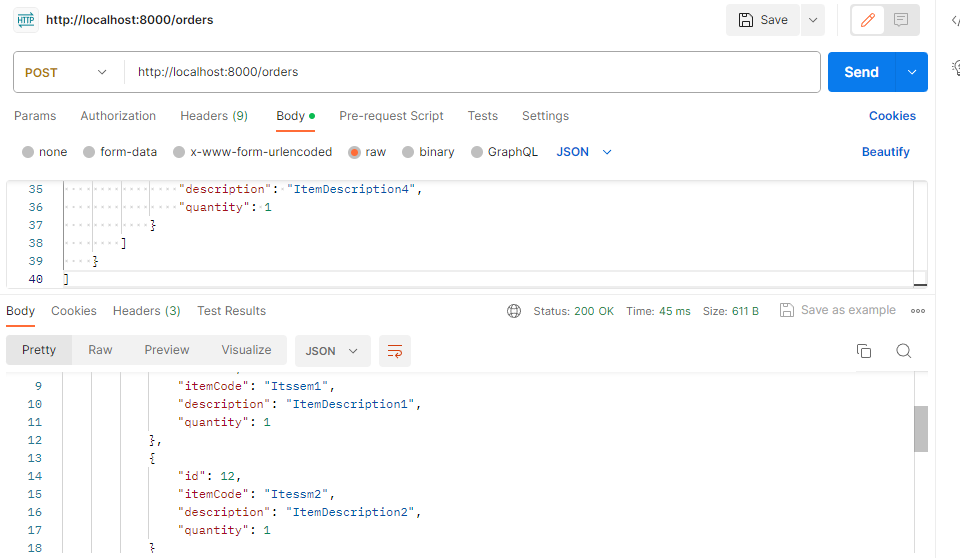 HTTP http://localhost:8000/orders Save
POST http://localhost:8000/orders Send
Params Authorization Headers (9) Body Pre-request Script Tests Settings Cookies
none form-data x-www-form-urlencoded raw binary GraphQL JSON Beautify
35 "description": "ItemDescription4",
36 "quantity": 1
37 }
38 ]
39 }
40 ]
Body Cookies Headers (3) Test Results Status: 200 OK Time: 45 ms Size: 611 B Save as example
Pretty Raw Preview Visualize JSON
9 "itemCode": "Itssem1",
10 "description": "ItemDescription1",
11 "quantity": 1
12 },
13 {
14 "id": 12,
15 "itemCode": "Itessm2",
16 "description": "ItemDescription2",
17 "quantity": 1
18 }